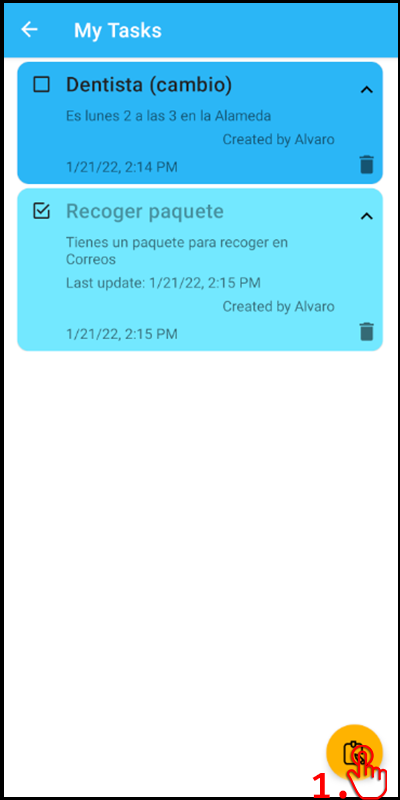 My Tasks
Dentista (cambio)
Es lunes 2 a las 3 en la Alameda
Created by Alvaro
1/21/22, 2:14 PM
Recoger paquete
Tienes un paquete para recoger en
Correos
Last update: 1/21/22, 2:15 PM
Created by Alvaro
1/21/22, 2:15 PM
1.